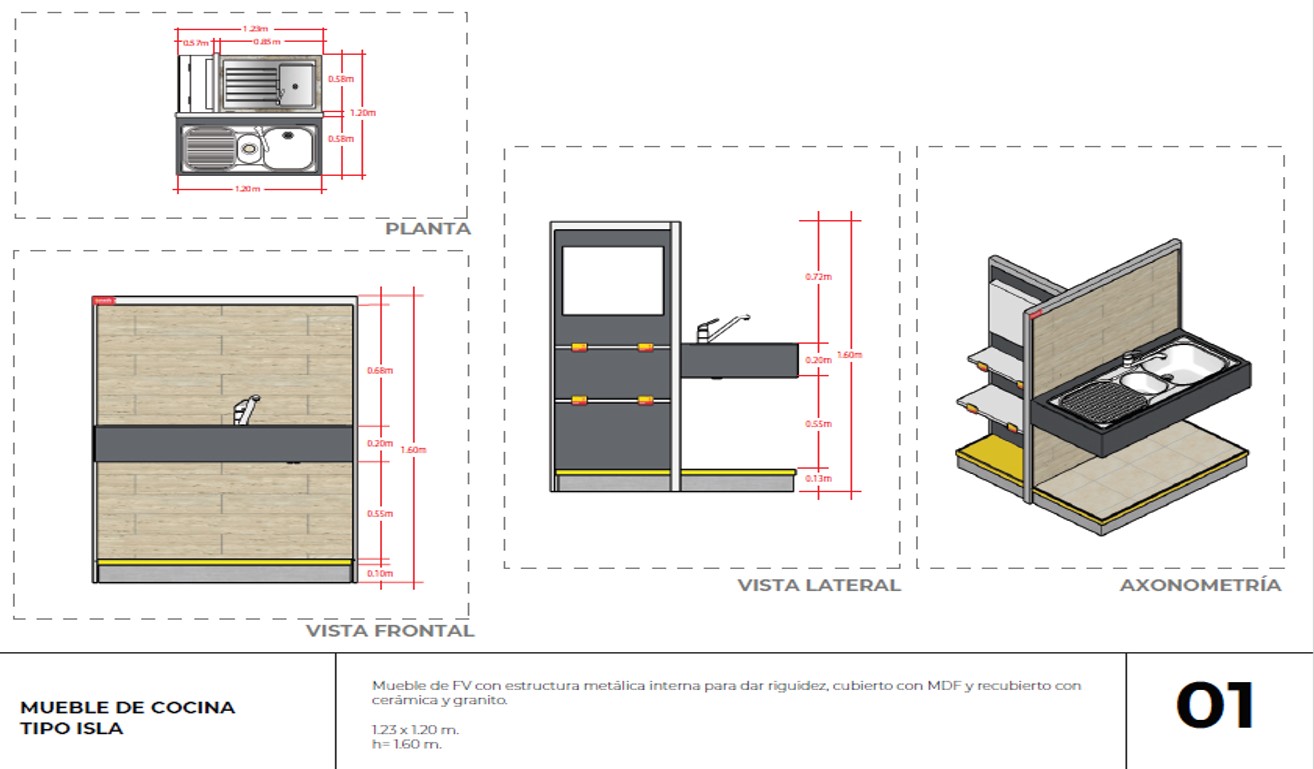 1.23m
0.57m
0.85m
0.58m
1.20m
0.58m
1.20m
PLANTA
0.68m
0.20m
1.60m
0.55m
0.10m
VISTA FRONTAL
0.72m
0.20m
1.60m
0.55m
0.13m
VISTA LATERAL
AXONOMETRÍA
MUEBLE DE COCINA
TIPO ISLA
Mueble de FV con estructura metálica interna para dar riguidez, cubierto con MDF y recubierto con
cerámica y granito.
1.23 x 1.20 m.
h= 1.60 m.
01